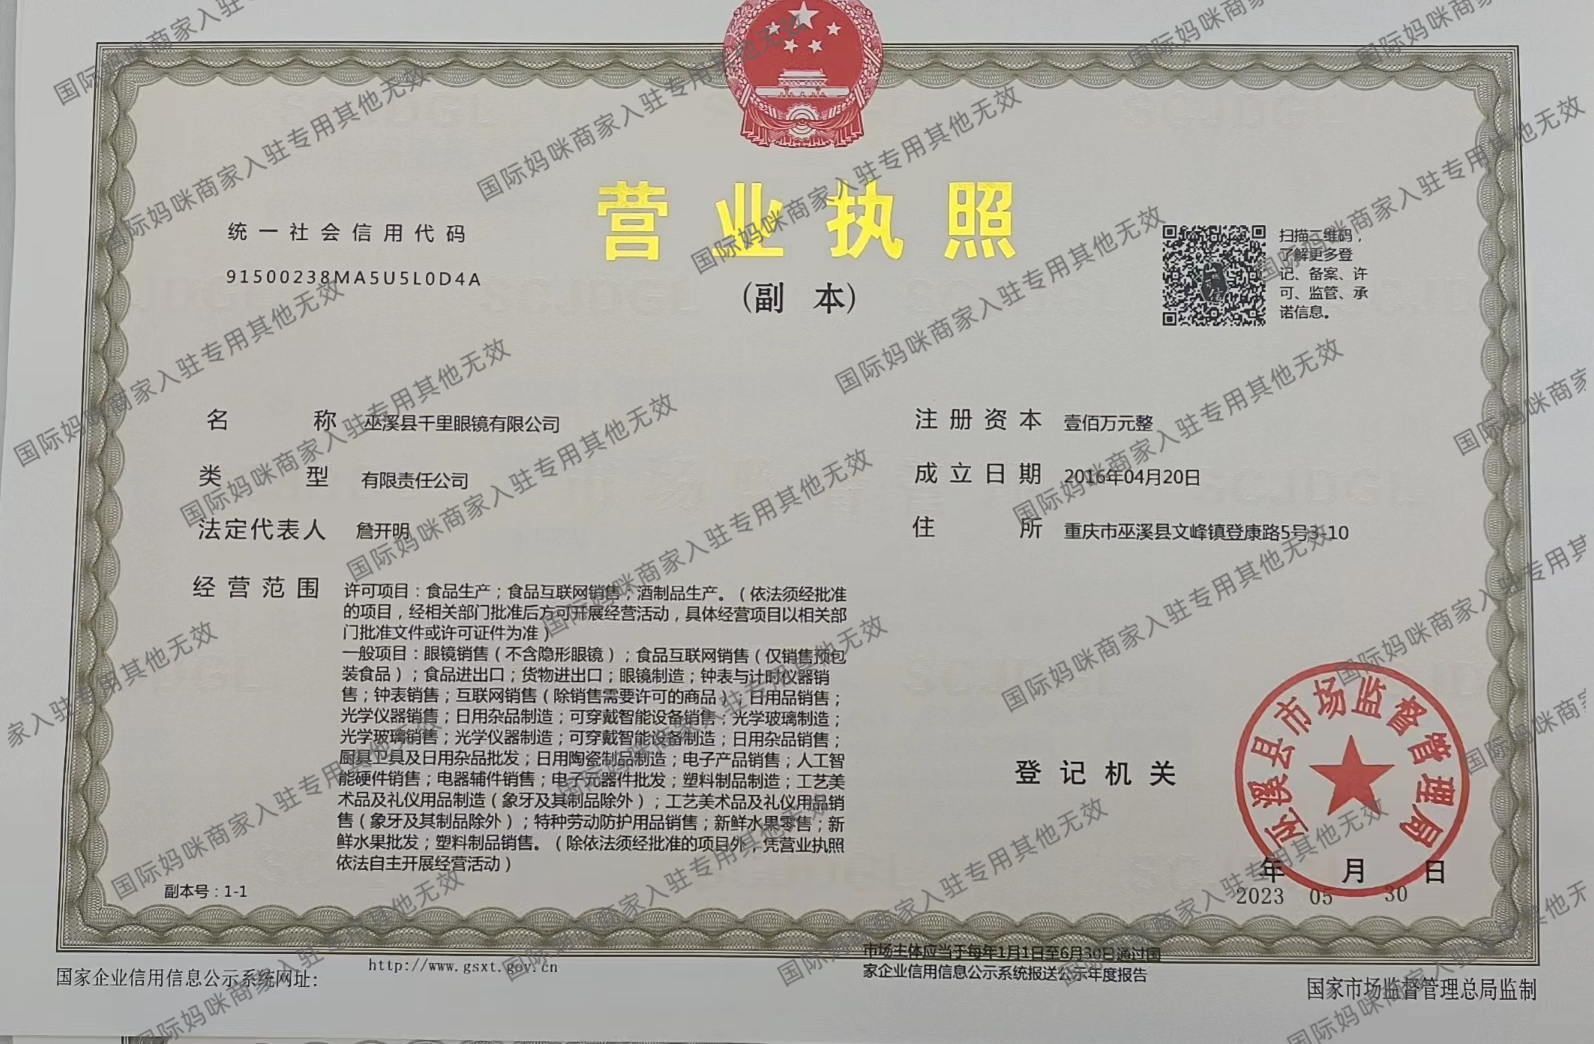 营业执照
(副 本)
统一社会信用代码
91500238MA5U5L0D4A
扫描二维码，
了解更多登
记、备案、许
可、监管、承
诺信息。
名 称 巫溪县千里眼镜有限公司
类 型 有限责任公司
法定代表人 詹开明
经营范围 许可项目：食品生产；食品互联网销售；酒制品生产。（依法须经批准
的项目，经相关部门批准后方可开展经营活动，具体经营项目以相关部
门批准文件或许可证件为准）
一般项目：眼镜销售（不含隐形眼镜）；食品互联网销售（仅销售预包
装食品）；食品进出口；货物进出口；眼镜制造；钟表与计时仪器销
售；钟表销售；互联网销售（除销售需要许可的商品）；日用品销售；
光学仪器销售；日用杂品制造；可穿戴智能设备销售；光学玻璃制造；
光学玻璃销售；光学仪器制造；可穿戴智能设备制造；日用杂品销售；
厨具卫具及日用杂品批发；日用陶瓷制品制造；电子产品销售；人工智
能硬件销售；电器辅件销售；电子元器件批发；塑料制品制造；工艺美
术品及礼仪用品制造（象牙及其制品除外）；工艺美术品及礼仪用品销
售（象牙及其制品除外）；特种劳动防护用品销售；新鲜水果零售；新
鲜水果批发；塑料制品销售。（除依法须经批准的项目外，凭营业执照
依法自主开展经营活动）
副本号：1-1
注册资本 壹佰万元整
成立日期 2016年04月20日
住 所 重庆市巫溪县文峰镇登康路5号3-10
登记机关
巫溪县市场监督管理局
年 月 日
2023 05 30
国家企业信用信息公示系统网址：
http://www.gsxt.gov.cn
市场主体应当于每年1月1日至6月30日通过国
家企业信用信息公示系统报送公示年度报告
国家市场监督管理总局监制
国际妈咪商家入驻专用其他无效